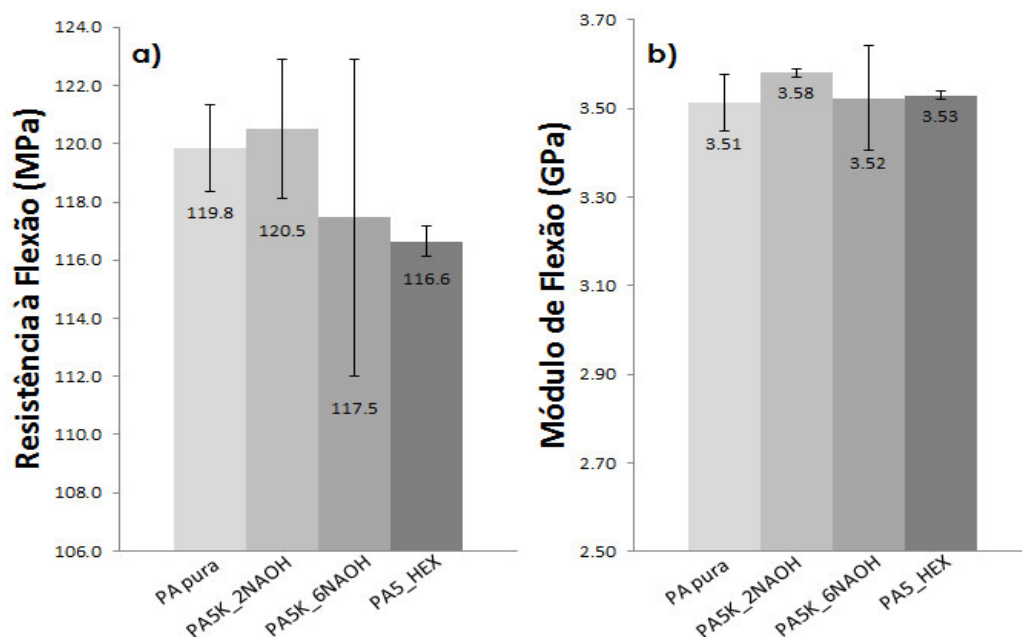 a)
Resistência à Flexão (MPa)
124.0
122.0
120.0
118.0
116.0
114.0
112.0
110.0
108.0
106.0
119.8
120.5
117.5
116.6
PA pura
PA5K_2NAOH
PA5K_6NAOH
PA5_HEX
b)
Módulo de Flexão (GPa)
3.70
3.50
3.30
3.10
2.90
2.70
2.50
3.51
3.58
3.52
3.53
PA pura
PA5K_2NAOH
PA5K_6NAOH
PA5_HEX